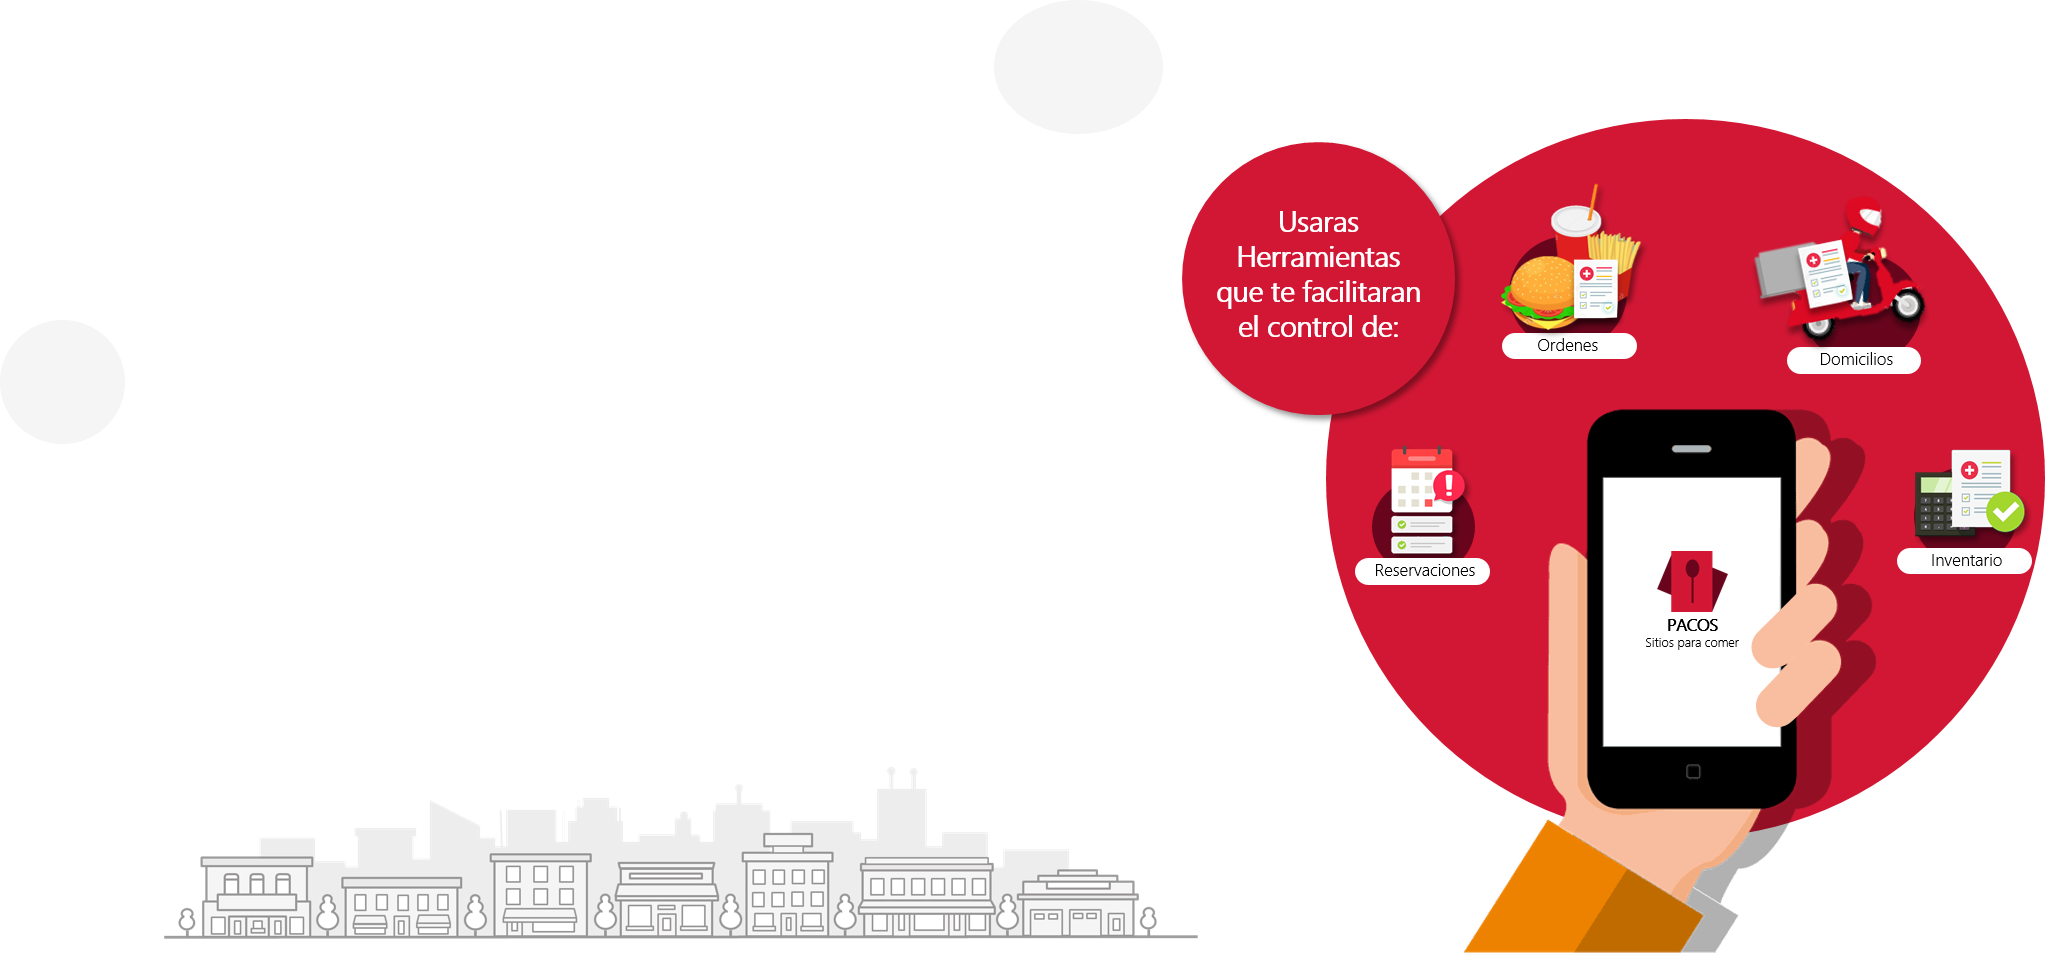 Usaras
Herramientas
que te facilitaran
el control de:
Ordenes
Domicilios
Reservaciones
Inventario
PACOS
Sitios para comer